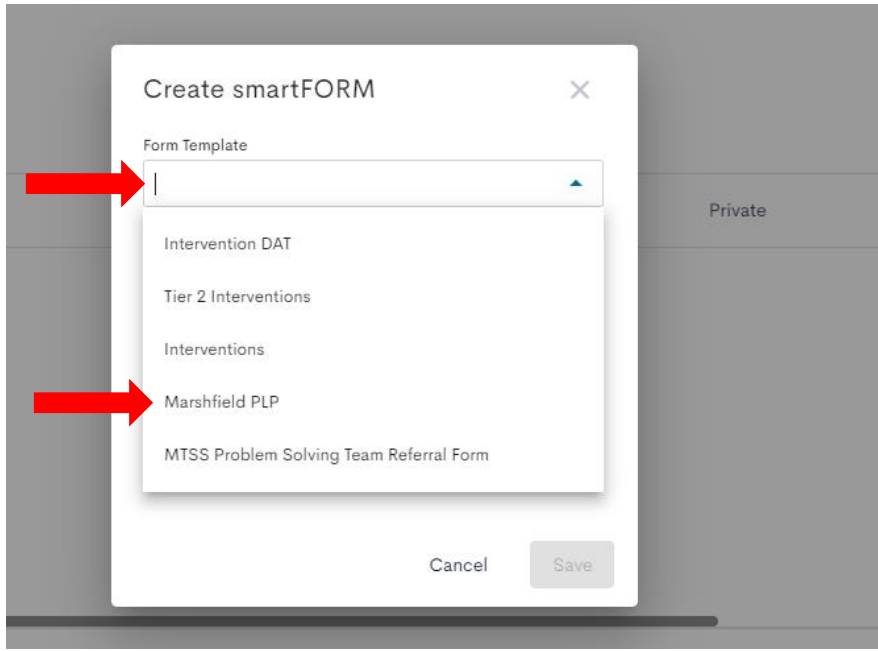 Create smartFORM
Form Template
Private
Intervention DAT
Tier 2 Interventions
Interventions
Marshfield PLP
MTSS Problem Solving Team Referral Form
Cancel
Save